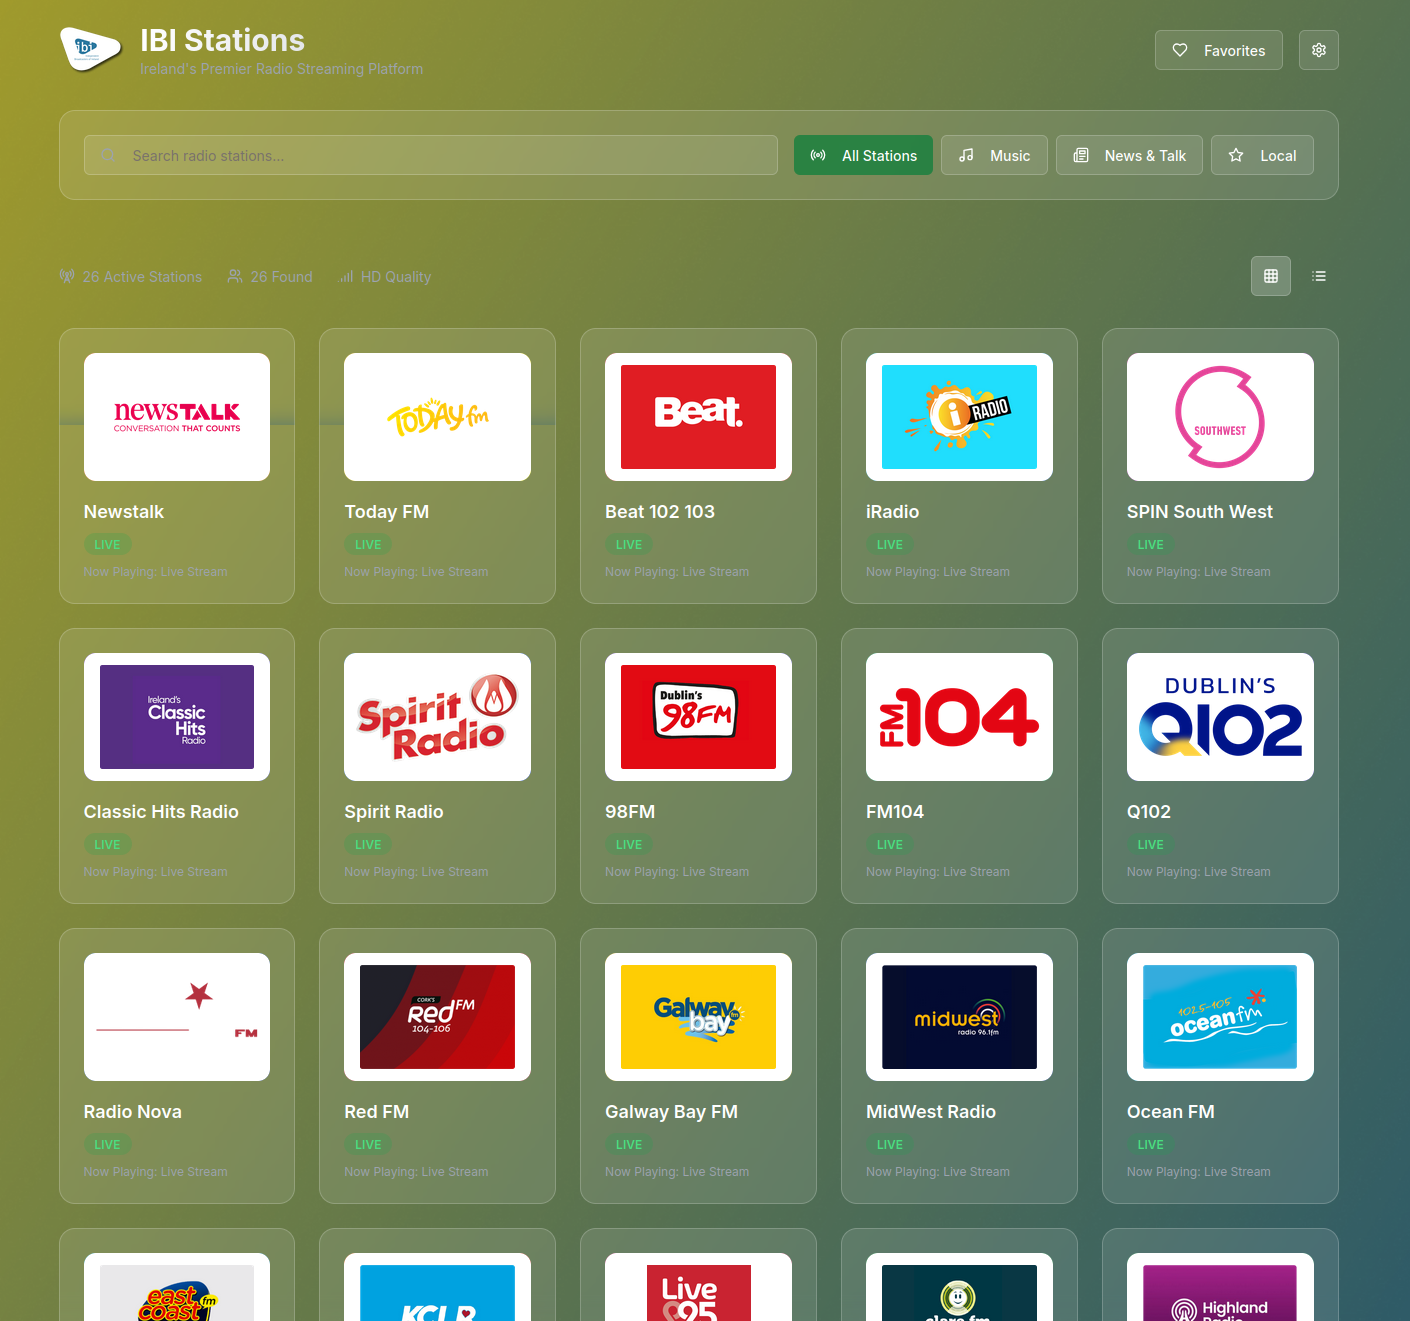 ibi
IBI Stations
Ireland's Premier Radio Streaming Platform
Favorites
Search radio stations...
All Stations
Music
News & Talk
Local
26 Active Stations
26 Found
HD Quality
newsTALK
CONVERSATION THAT COUNTS
TODAY fm
Beat.
i RADIO
SOUTHWEST
Newstalk
Today FM
Beat 102 103
iRadio
SPIN South West
LIVE
LIVE
LIVE
LIVE
LIVE
Now Playing: Live Stream
Now Playing: Live Stream
Now Playing: Live Stream
Now Playing: Live Stream
Now Playing: Live Stream
Ireland's
Classic
Hits
Radio
Spirit
Radio
Dublin's
98FM
FM104
DUBLIN'S
Q102
Classic Hits Radio
Spirit Radio
98FM
FM104
Q102
LIVE
LIVE
LIVE
LIVE
LIVE
Now Playing: Live Stream
Now Playing: Live Stream
Now Playing: Live Stream
Now Playing: Live Stream
Now Playing: Live Stream
FM
CORK'S
Red FM
104-106
Galway
bay fm
midwest
radio 96.1fm
102.5-105
ocean fm
Radio Nova
Red FM
Galway Bay FM
MidWest Radio
Ocean FM
LIVE
LIVE
LIVE
LIVE
LIVE
Now Playing: Live Stream
Now Playing: Live Stream
Now Playing: Live Stream
Now Playing: Live Stream
Now Playing: Live Stream
east
coast fm
KCLR
Live
95
clare fm
Highland
Radio